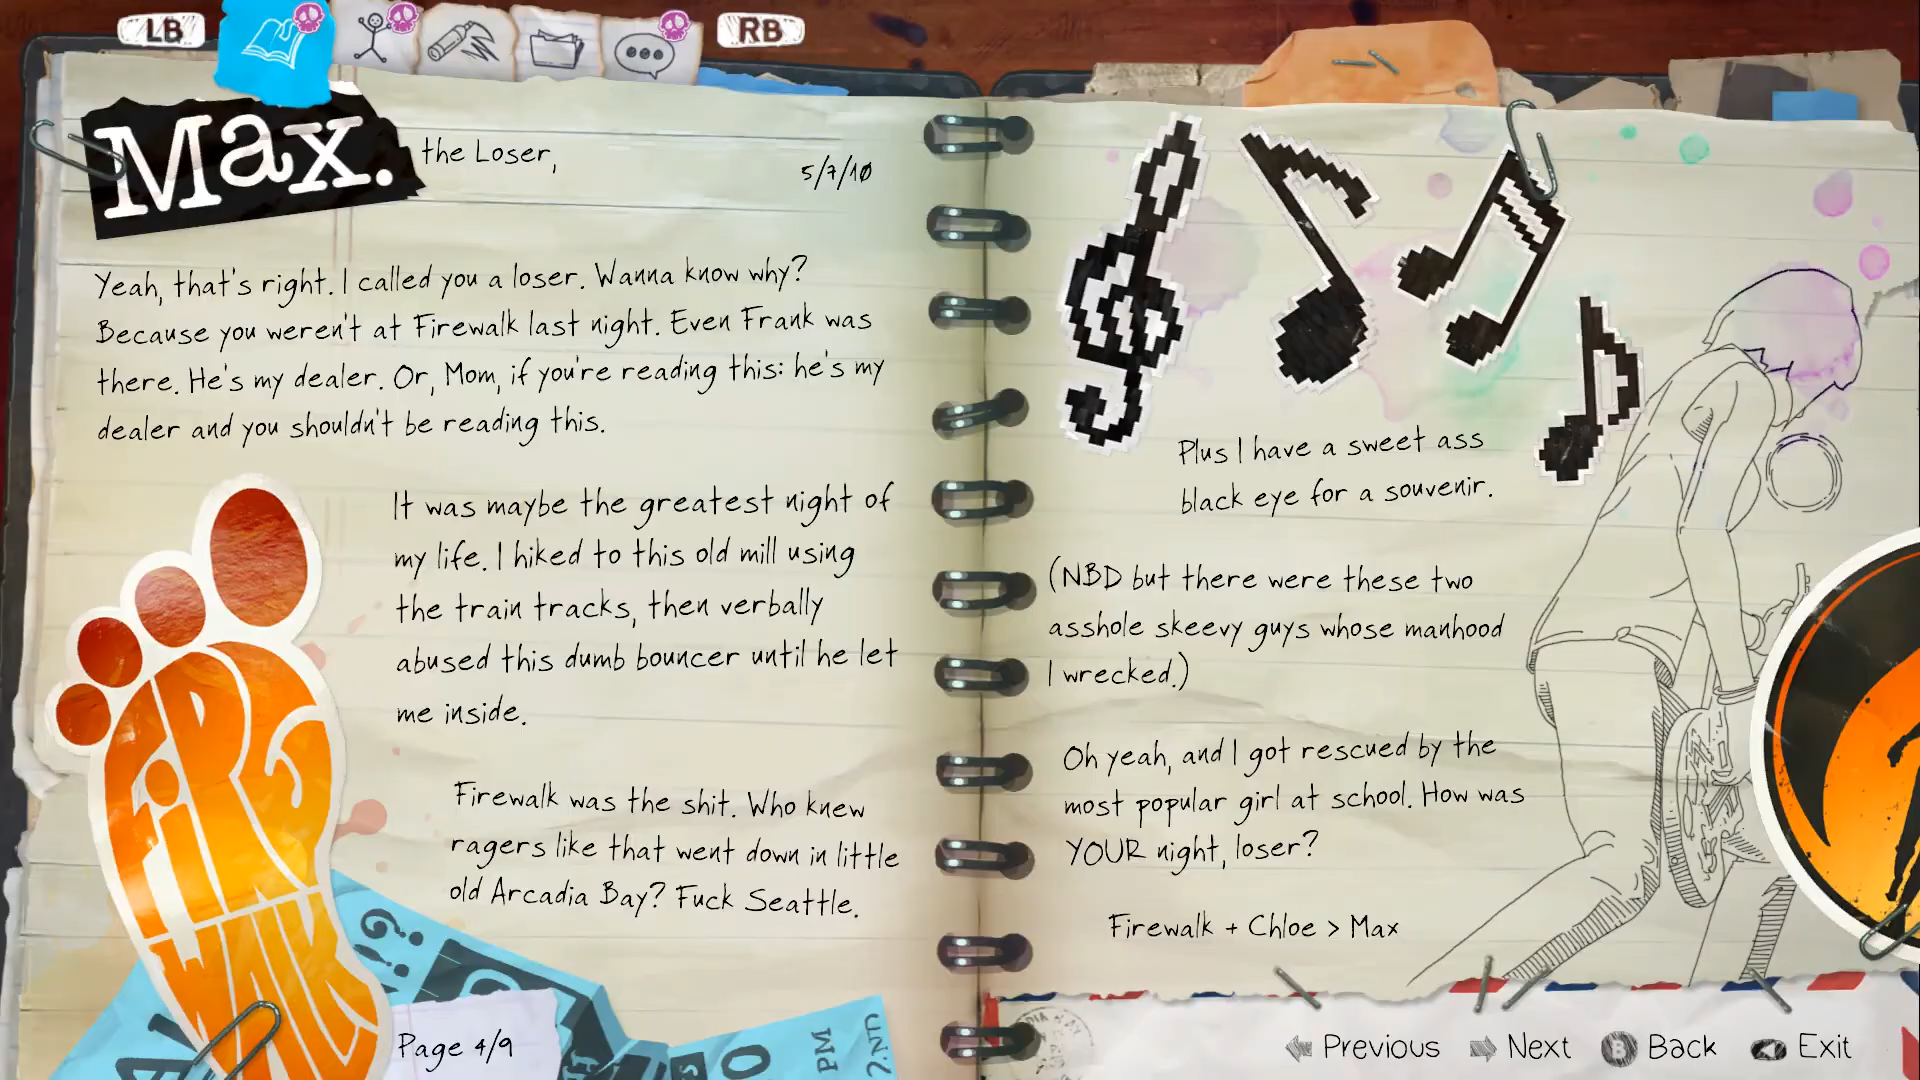 LB
RB
Max.
the Loser,
5/7/10
Yeah, that's right. I called you a loser. Wanna know why?
Because you weren't at Firewalk last night. Even Frank was
there. He's my dealer. Or, Mom, if you're reading this: he's my
dealer and you shouldn't be reading this.
It was maybe the greatest night of
my life. I hiked to this old mill using
the train tracks, then verbally
abused this dumb bouncer until he let
me inside.
Firewalk was the shit. Who knew
ragers like that went down in little
old Arcadia Bay? Fuck Seattle.
FIRE
WALK
PM
Page 4/9
Plus I have a sweet ass
black eye for a souvenir.
(NBD but there were these two
asshole skeevy guys whose manhood
I wrecked.)
Oh yeah, and I got rescued by the
most popular girl at school. How was
YOUR night, loser?
Firewalk + Chloe > Max
Previous
Next
B
Back
Exit